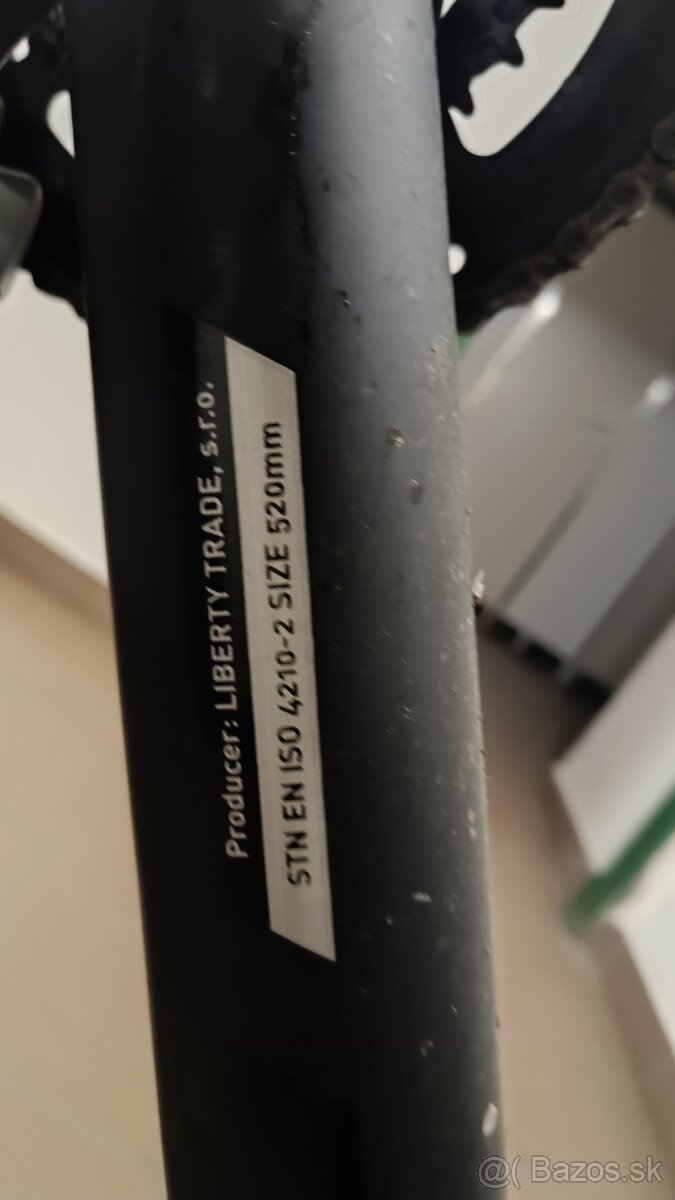 Producer: LIBERTY TRADE, s.r.o.
STN EN ISO 4210-2 SIZE 520mm
@( Bazos.sk